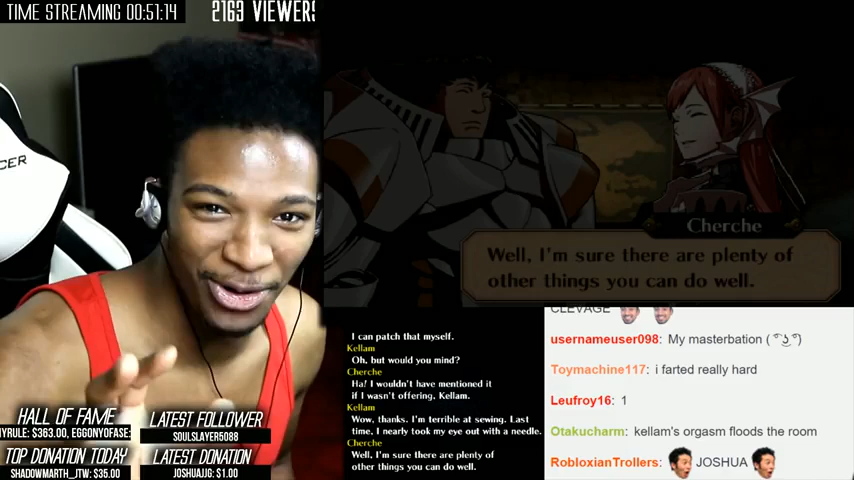 TIME STREAMING 00:51:14
2163 VIEWERS
CER
Cherche
Well, I'm sure there are plenty of
other things you can do well.
I can patch that myself.
Kellam
Oh, but would you mind?
Cherche
Ha! I wouldn't have mentioned it
if I wasn't offering, Kellam.
Kellam
Wow, thanks. I'm terrible at sewing. Last
time, I nearly took my eye out with a needle.
Cherche
Well, I'm sure there are plenty of
other things you can do well.
CLEVAGE
usernameuser098: My masterbation ( ͡° ͜ʖ ͡°)
Toymachine117: i farted really hard
Leufroy16: 1
Otakucharm: kellam's orgasm floods the room
RobloxianTrollers: JOSHUA
HALL OF FAME
NYRULE: $363.00, EGGONYOFASE:
TOP DONATION TODAY
SHADOWMARTH_JTW: $35.00
LATEST FOLLOWER
SOULSLAYER5088
LATEST DONATION
JOSHUAJJG: $1.00